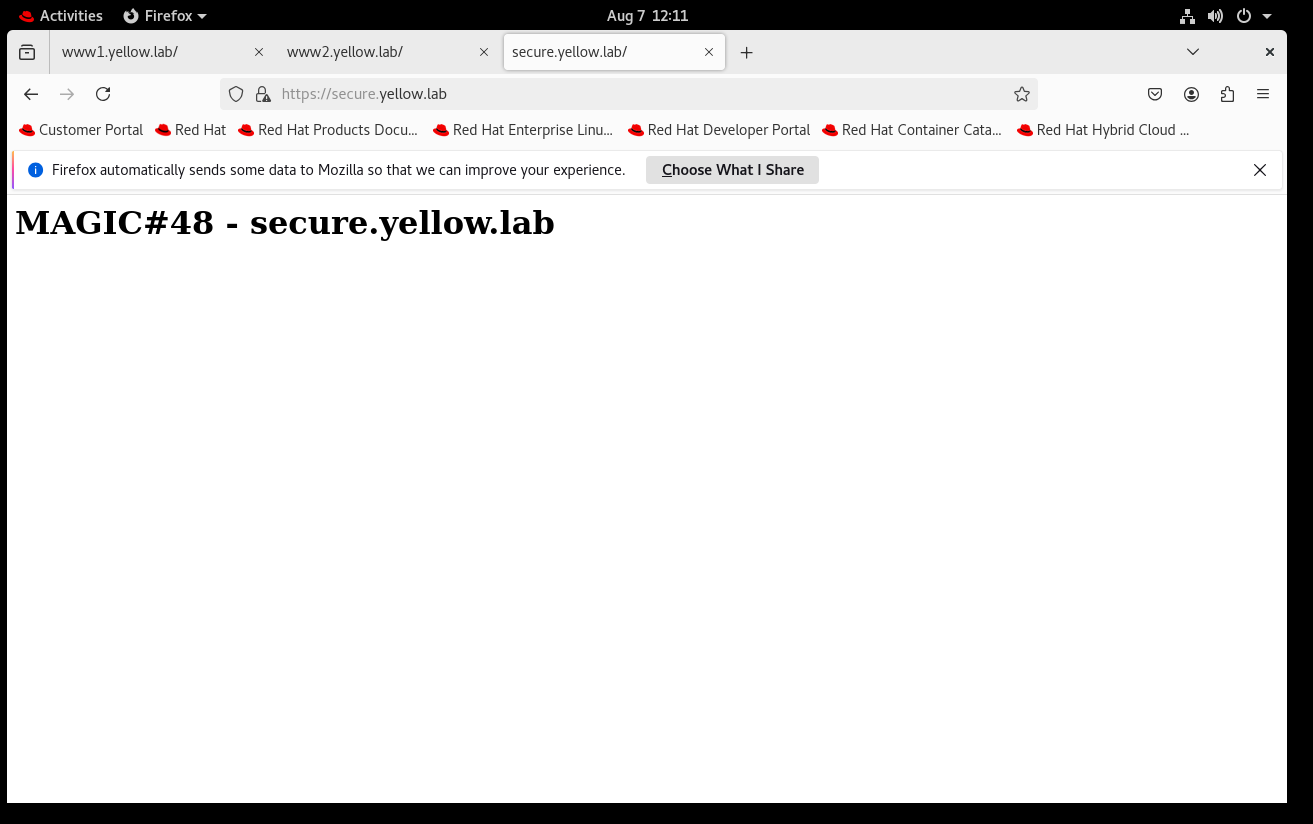 Activities Firefox Aug 7 12:11
www1.yellow.lab/ www2.yellow.lab/ secure.yellow.lab/
https://secure.yellow.lab
Customer Portal Red Hat Red Hat Products Docu... Red Hat Enterprise Linu... Red Hat Developer Portal Red Hat Container Cata... Red Hat Hybrid Cloud ...
Firefox automatically sends some data to Mozilla so that we can improve your experience. Choose What I Share
MAGIC#48 - secure.yellow.lab